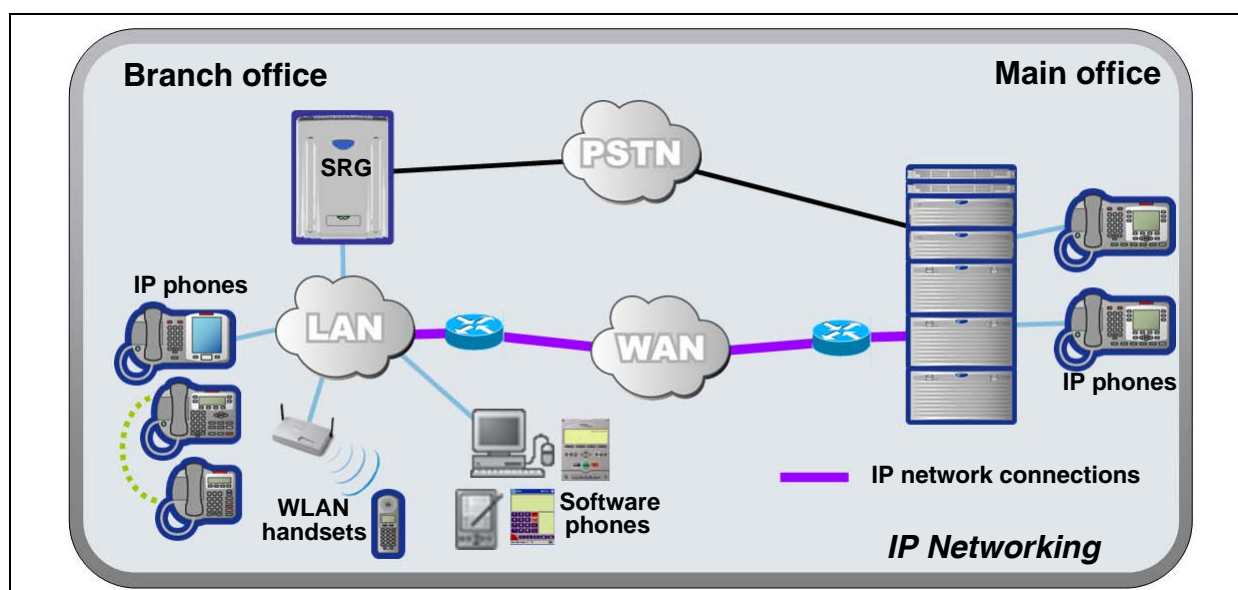 Branch office
Main office
SRG
PSTN
IP phones
LAN
WAN
IP phones
WLAN
handsets
Software
phones
IP network connections
IP Networking